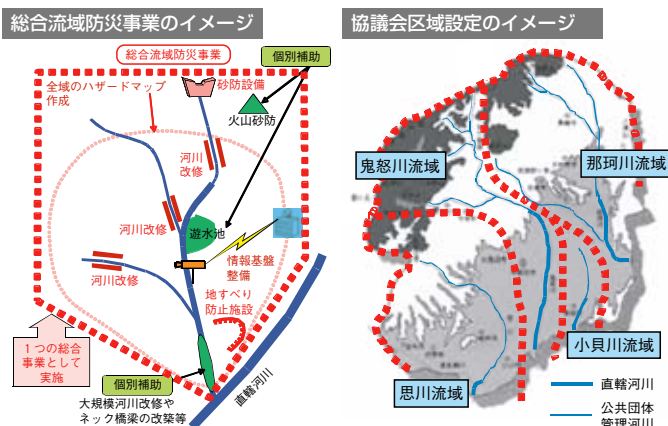 総合流域防災事業のイメージ
総合流域防災事業
個別補助
全域のハザードマップ
作成
砂防設備
火山砂防
河川
改修
河川改修
遊水池
河川改修
情報基盤
整備
地すべり
防止施設
1つの総合
事業として
実施
個別補助
大規模河川改修や
ネック橋梁の改築等
直轄河川
協議会区域設定のイメージ
鬼怒川流域
那珂川流域
小貝川流域
思川流域
直轄河川
公共団体
管理河川